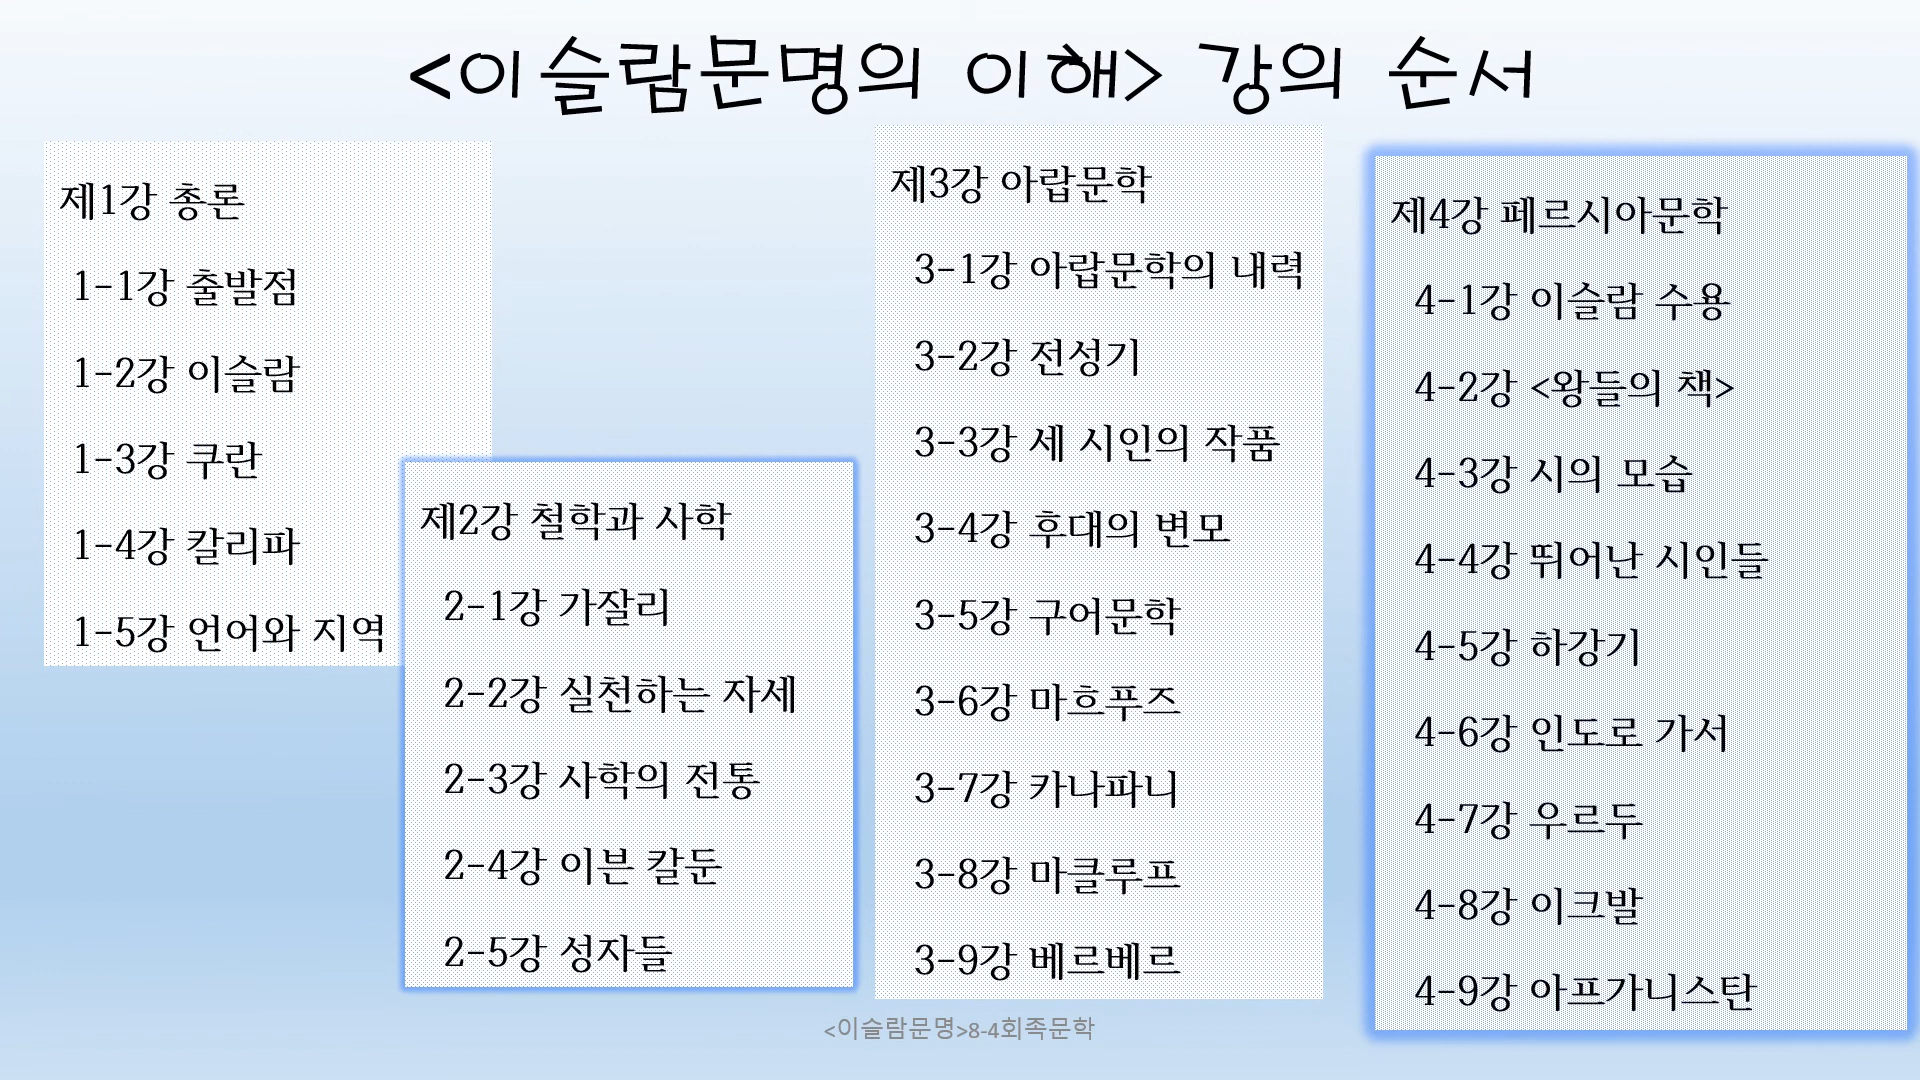 <이슬람문명의 이해> 강의 순서
제1강 총론
1-1강 출발점
1-2강 이슬람
1-3강 쿠란
1-4강 칼리파
1-5강 언어와 지역
제2강 철학과 사학
2-1강 가잘리
2-2강 실천하는 자세
2-3강 사학의 전통
2-4강 이븐 칼둔
2-5강 성자들
제3강 아랍문학
3-1강 아랍문학의 내력
3-2강 전성기
3-3강 세 시인의 작품
3-4강 후대의 변모
3-5강 구어문학
3-6강 마흐푸즈
3-7강 카나파니
3-8강 마클루프
3-9강 베르베르
제4강 페르시아문학
4-1강 이슬람 수용
4-2강 <왕들의 책>
4-3강 시의 모습
4-4강 뛰어난 시인들
4-5강 하강기
4-6강 인도로 가서
4-7강 우르두
4-8강 이크발
4-9강 아프가니스탄
<이슬람문명>8-4회족문학